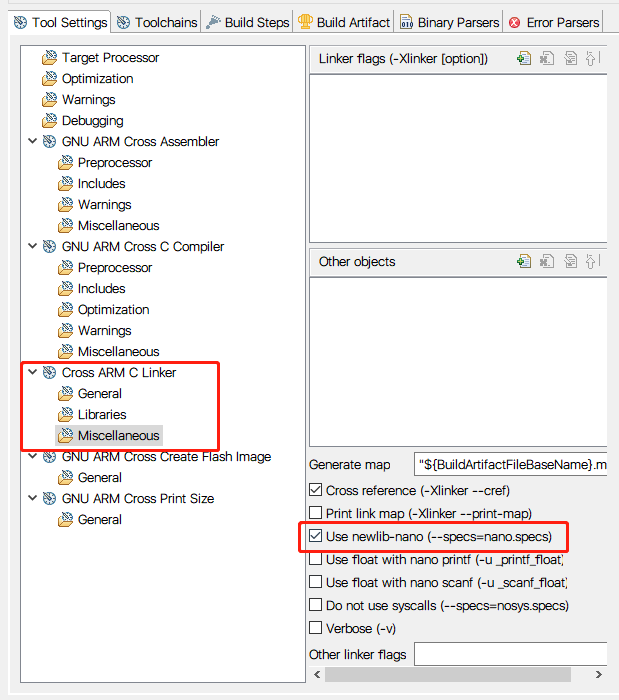 Tool Settings Toolchains Build Steps Build Artifact Binary Parsers Error Parsers
Target Processor
Optimization
Warnings
Debugging
GNU ARM Cross Assembler
Preprocessor
Includes
Warnings
Miscellaneous
GNU ARM Cross C Compiler
Preprocessor
Includes
Optimization
Warnings
Miscellaneous
Cross ARM C Linker
General
Libraries
Miscellaneous
GNU ARM Cross Create Flash Image
General
GNU ARM Cross Print Size
General
Linker flags (-Xlinker [option])
Other objects
Generate map "${BuildArtifactFileBaseName}.m
Cross reference (-Xlinker --cref)
Print link map (-Xlinker --print-map)
Use newlib-nano (--specs=nano.specs)
Use float with nano printf (-u _printf_float)
Use float with nano scanf (-u _scanf_float)
Do not use syscalls (--specs=nosys.specs)
Verbose (-v)
Other linker flags